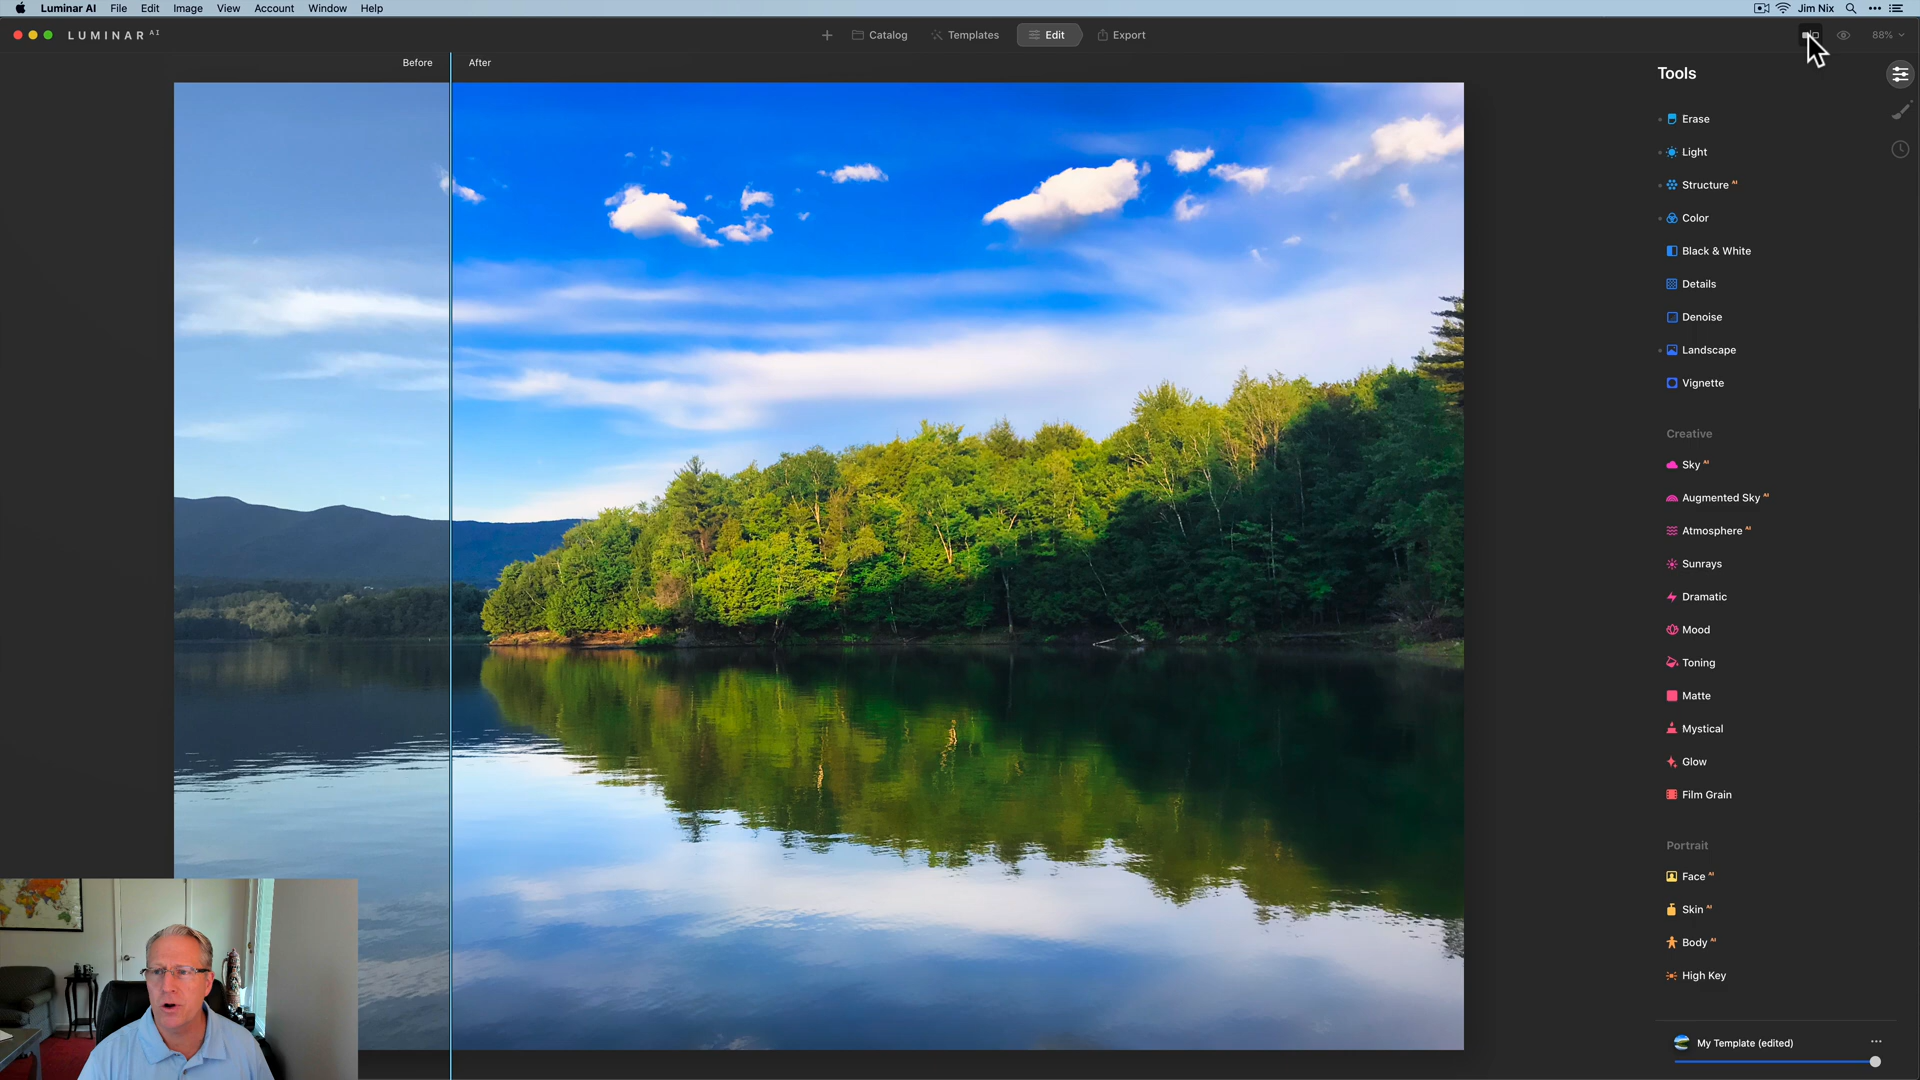 Luminar AI File Edit Image View Account Window Help Jim Nix
LUMINAR AI
Catalog Templates Edit Export 88%
Before After
Tools
Erase
Light
Structure AI
Color
Black & White
Details
Denoise
Landscape
Vignette
Creative
Sky AI
Augmented Sky AI
Atmosphere AI
Sunrays
Dramatic
Mood
Toning
Matte
Mystical
Glow
Film Grain
Portrait
Face AI
Skin AI
Body AI
High Key
My Template (edited)